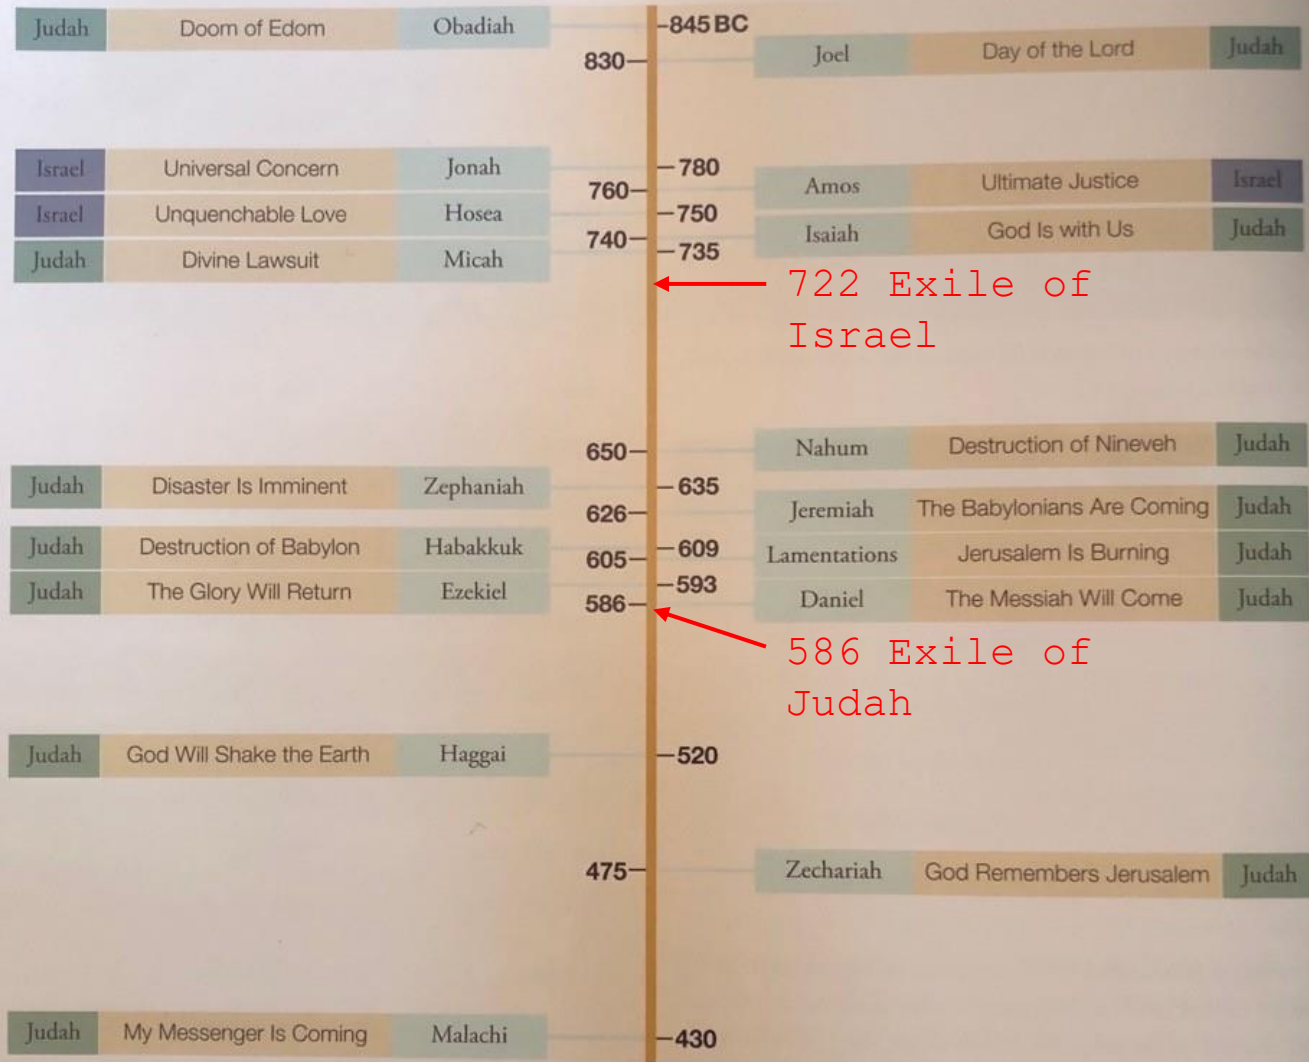 Judah Doom of Edom Obadiah
845 BC
830
Joel Day of the Lord Judah
Israel Universal Concern Jonah
780
760
Amos Ultimate Justice Israel
Israel Unquenchable Love Hosea
750
740
Isaiah God Is with Us Judah
Judah Divine Lawsuit Micah
735
722 Exile of
Israel
650
Nahum Destruction of Nineveh Judah
Judah Disaster Is Imminent Zephaniah
635
626
Jeremiah The Babylonians Are Coming Judah
Judah Destruction of Babylon Habakkuk
609
605
Lamentations Jerusalem Is Burning Judah
Judah The Glory Will Return Ezekiel
593
586
Daniel The Messiah Will Come Judah
586 Exile of
Judah
Judah God Will Shake the Earth Haggai
520
475
Zechariah God Remembers Jerusalem Judah
Judah My Messenger Is Coming Malachi
430